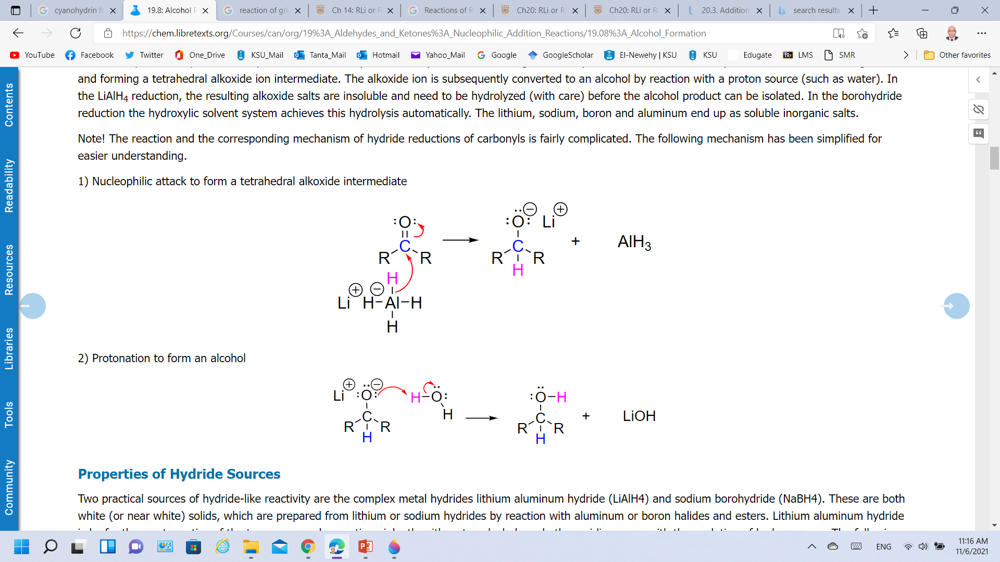 cyanohydrin fo
19.8: Alcohol F
reaction of gri
Ch 14: RLi or R
Reactions of R
Ch20: RLi or R
Ch20: RLi or R
20.3. Addition
search results
https://chem.libretexts.org/Courses/can/org/19%3A_Aldehydes_and_Ketones%3A_Nucleophilic_Addition_Reactions/19.08%3A_Alcohol_Formation
YouTube Facebook Twitter One_Drive KSU_Mail Tanta_Mail Hotmail Yahoo_Mail Google GoogleScholar El-Newehy | KSU KSU Edugate Bb LMS SMR Other favorites
Contents
Readability
Resources
Libraries
Tools
Community
and forming a tetrahedral alkoxide ion intermediate. The alkoxide ion is subsequently converted to an alcohol by reaction with a proton source (such as water). In
the LiAlH4 reduction, the resulting alkoxide salts are insoluble and need to be hydrolyzed (with care) before the alcohol product can be isolated. In the borohydride
reduction the hydroxylic solvent system achieves this hydrolysis automatically. The lithium, sodium, boron and aluminum end up as soluble inorganic salts.
Note! The reaction and the corresponding mechanism of hydride reductions of carbonyls is fairly complicated. The following mechanism has been simplified for
easier understanding.
1) Nucleophilic attack to form a tetrahedral alkoxide intermediate
:O: :O: Li
C C + AlH3
R R R R
H H
Li H-Al-H
H
2) Protonation to form an alcohol
Li :O: H-O: :O-H
H
C C + LiOH
R R R R
H H
Properties of Hydride Sources
Two practical sources of hydride-like reactivity are the complex metal hydrides lithium aluminum hydride (LiAlH4) and sodium borohydride (NaBH4). These are both
white (or near white) solids, which are prepared from lithium or sodium hydrides by reaction with aluminum or boron halides and esters. Lithium aluminum hydride
ENG
11:16 AM
11/6/2021